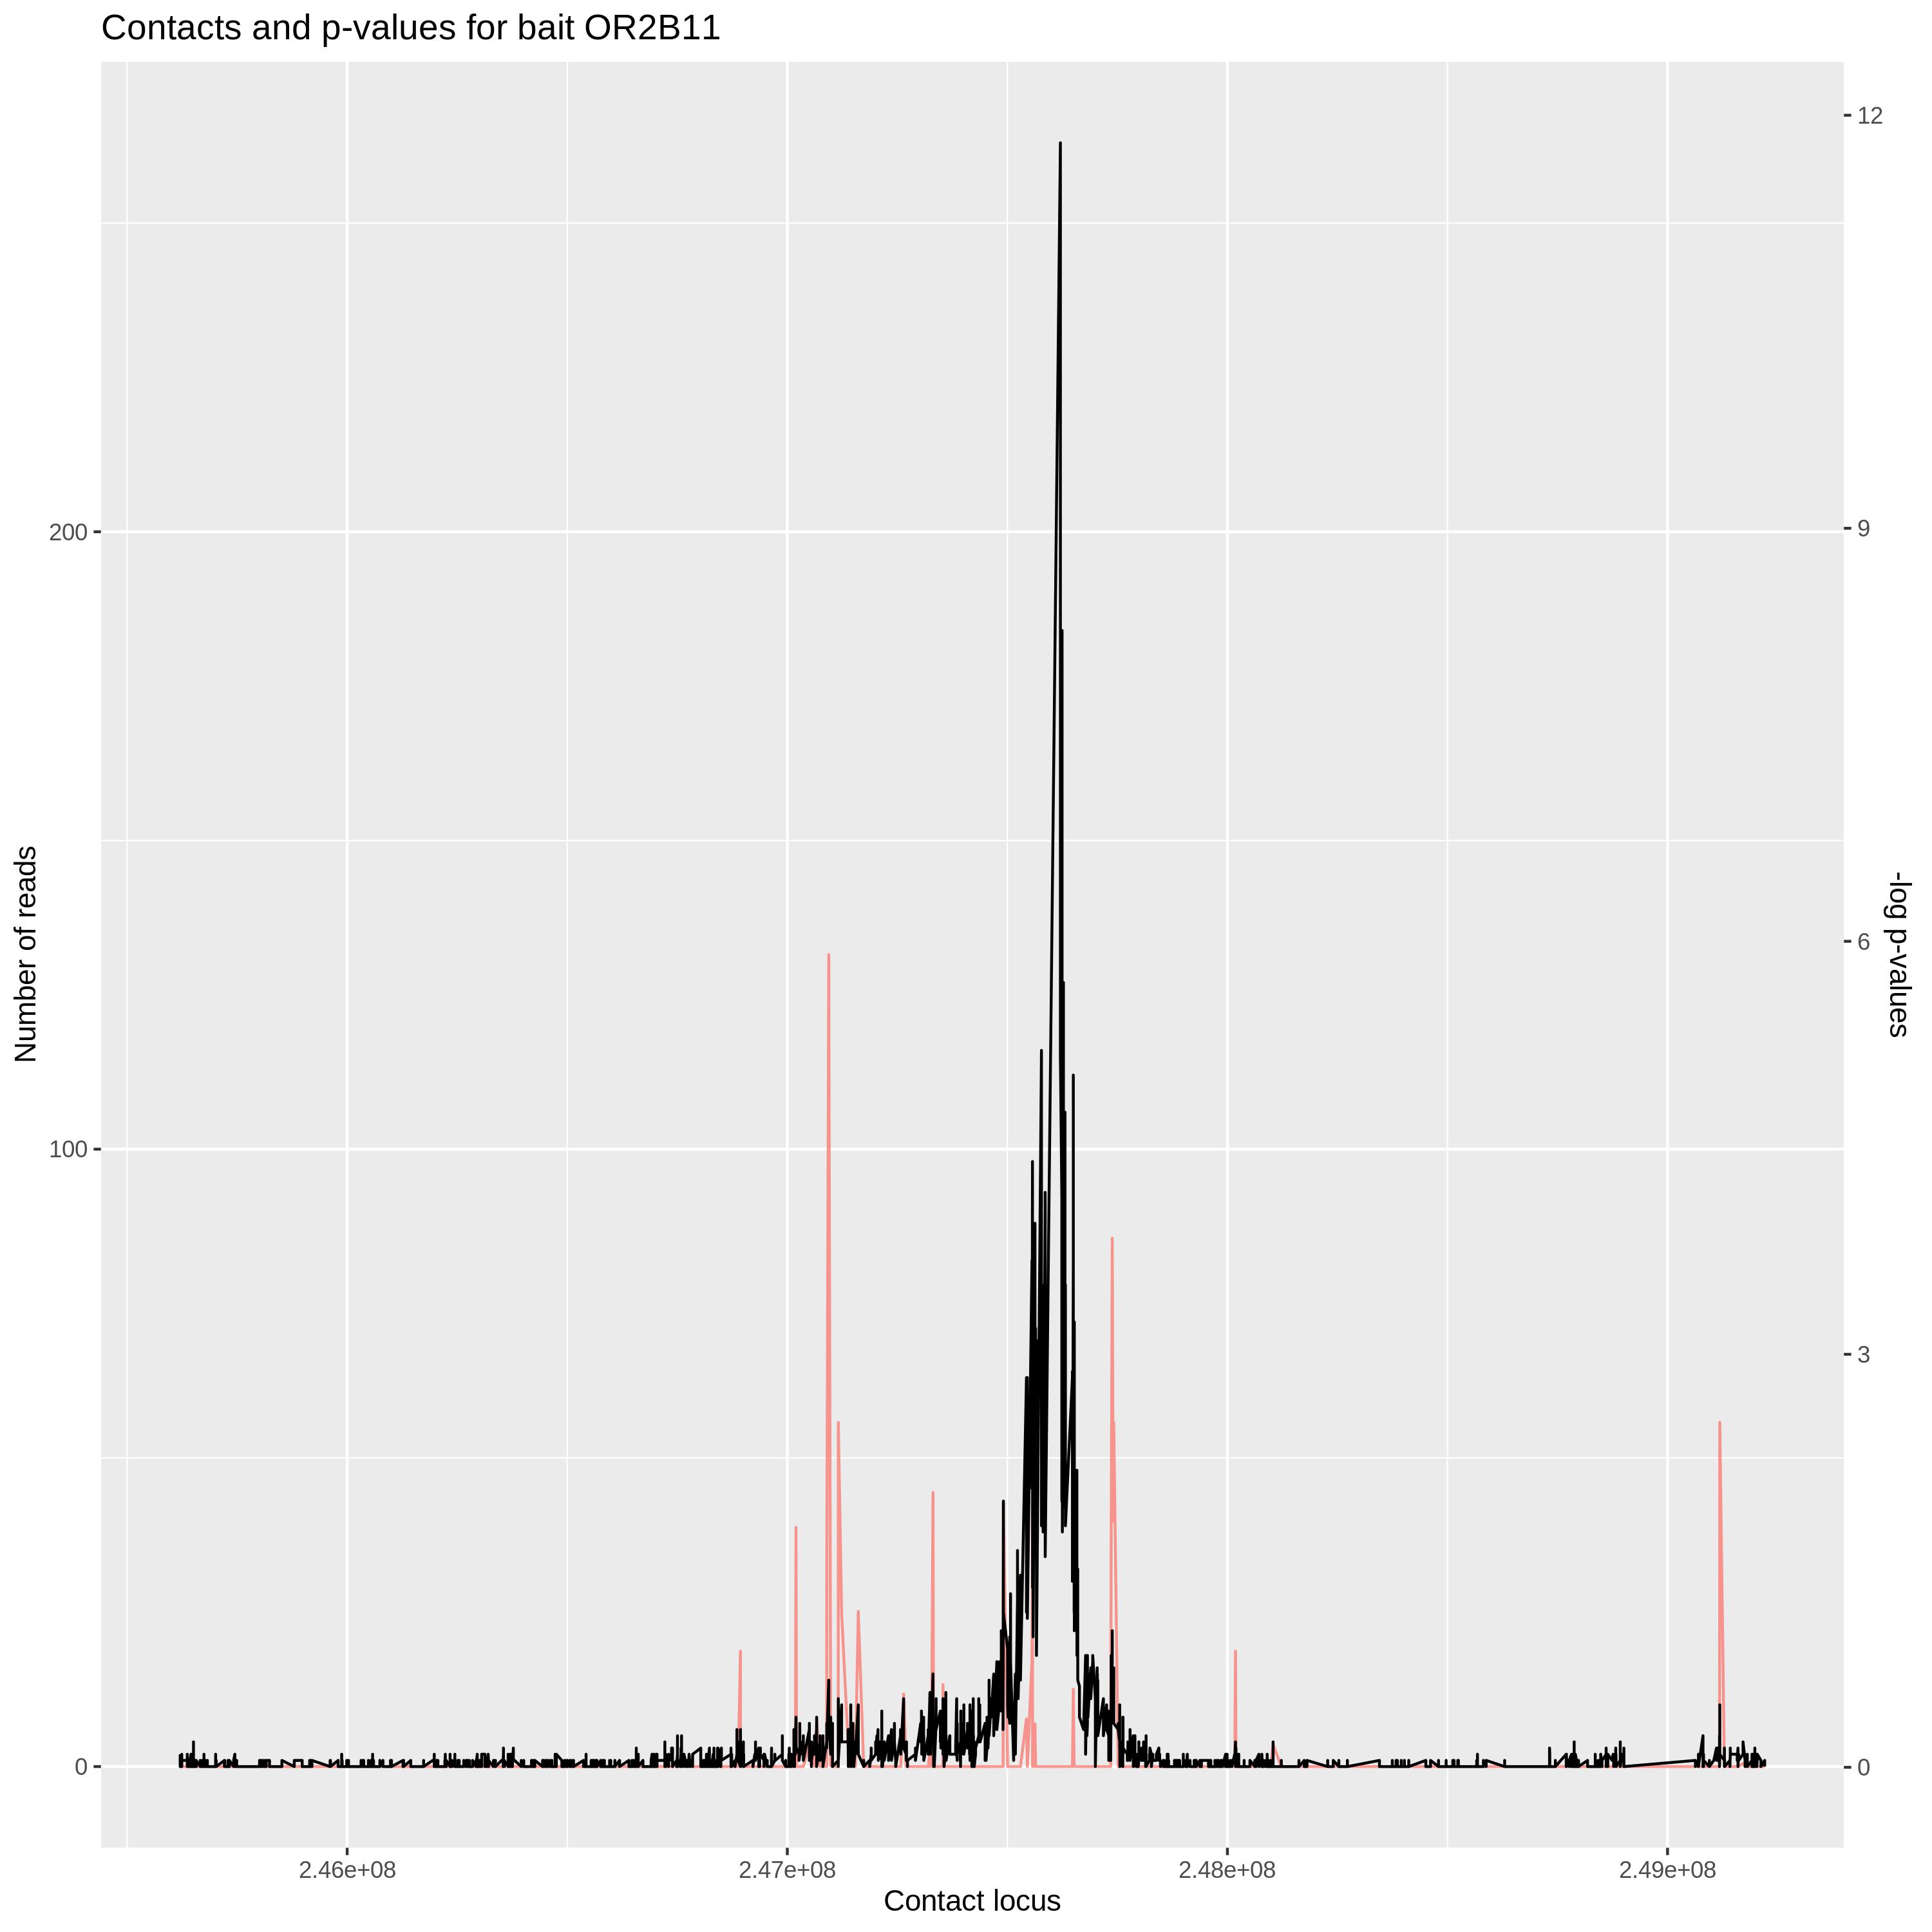 Contacts and p-values for bait OR2B11
12
200
9
Number of reads
-log p-values
6
100
3
0
0
2.46e+08
2.47e+08
2.48e+08
2.49e+08
Contact locus